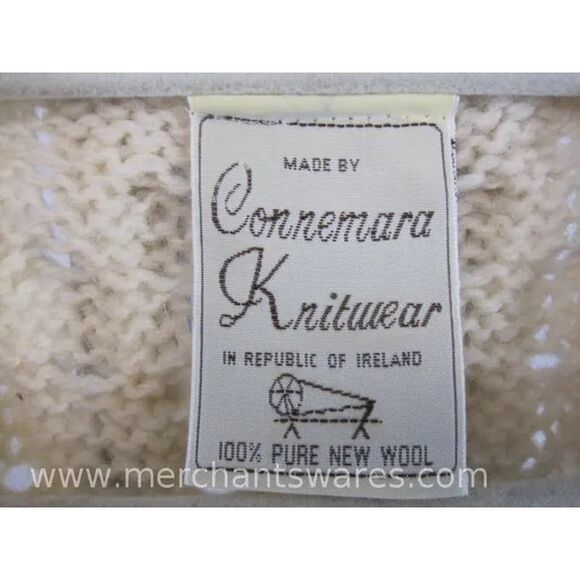 MADE BY
Connemara
Knitwear
IN REPUBLIC OF IRELAND
100% PURE NEW WOOL
www.merchantswares.com